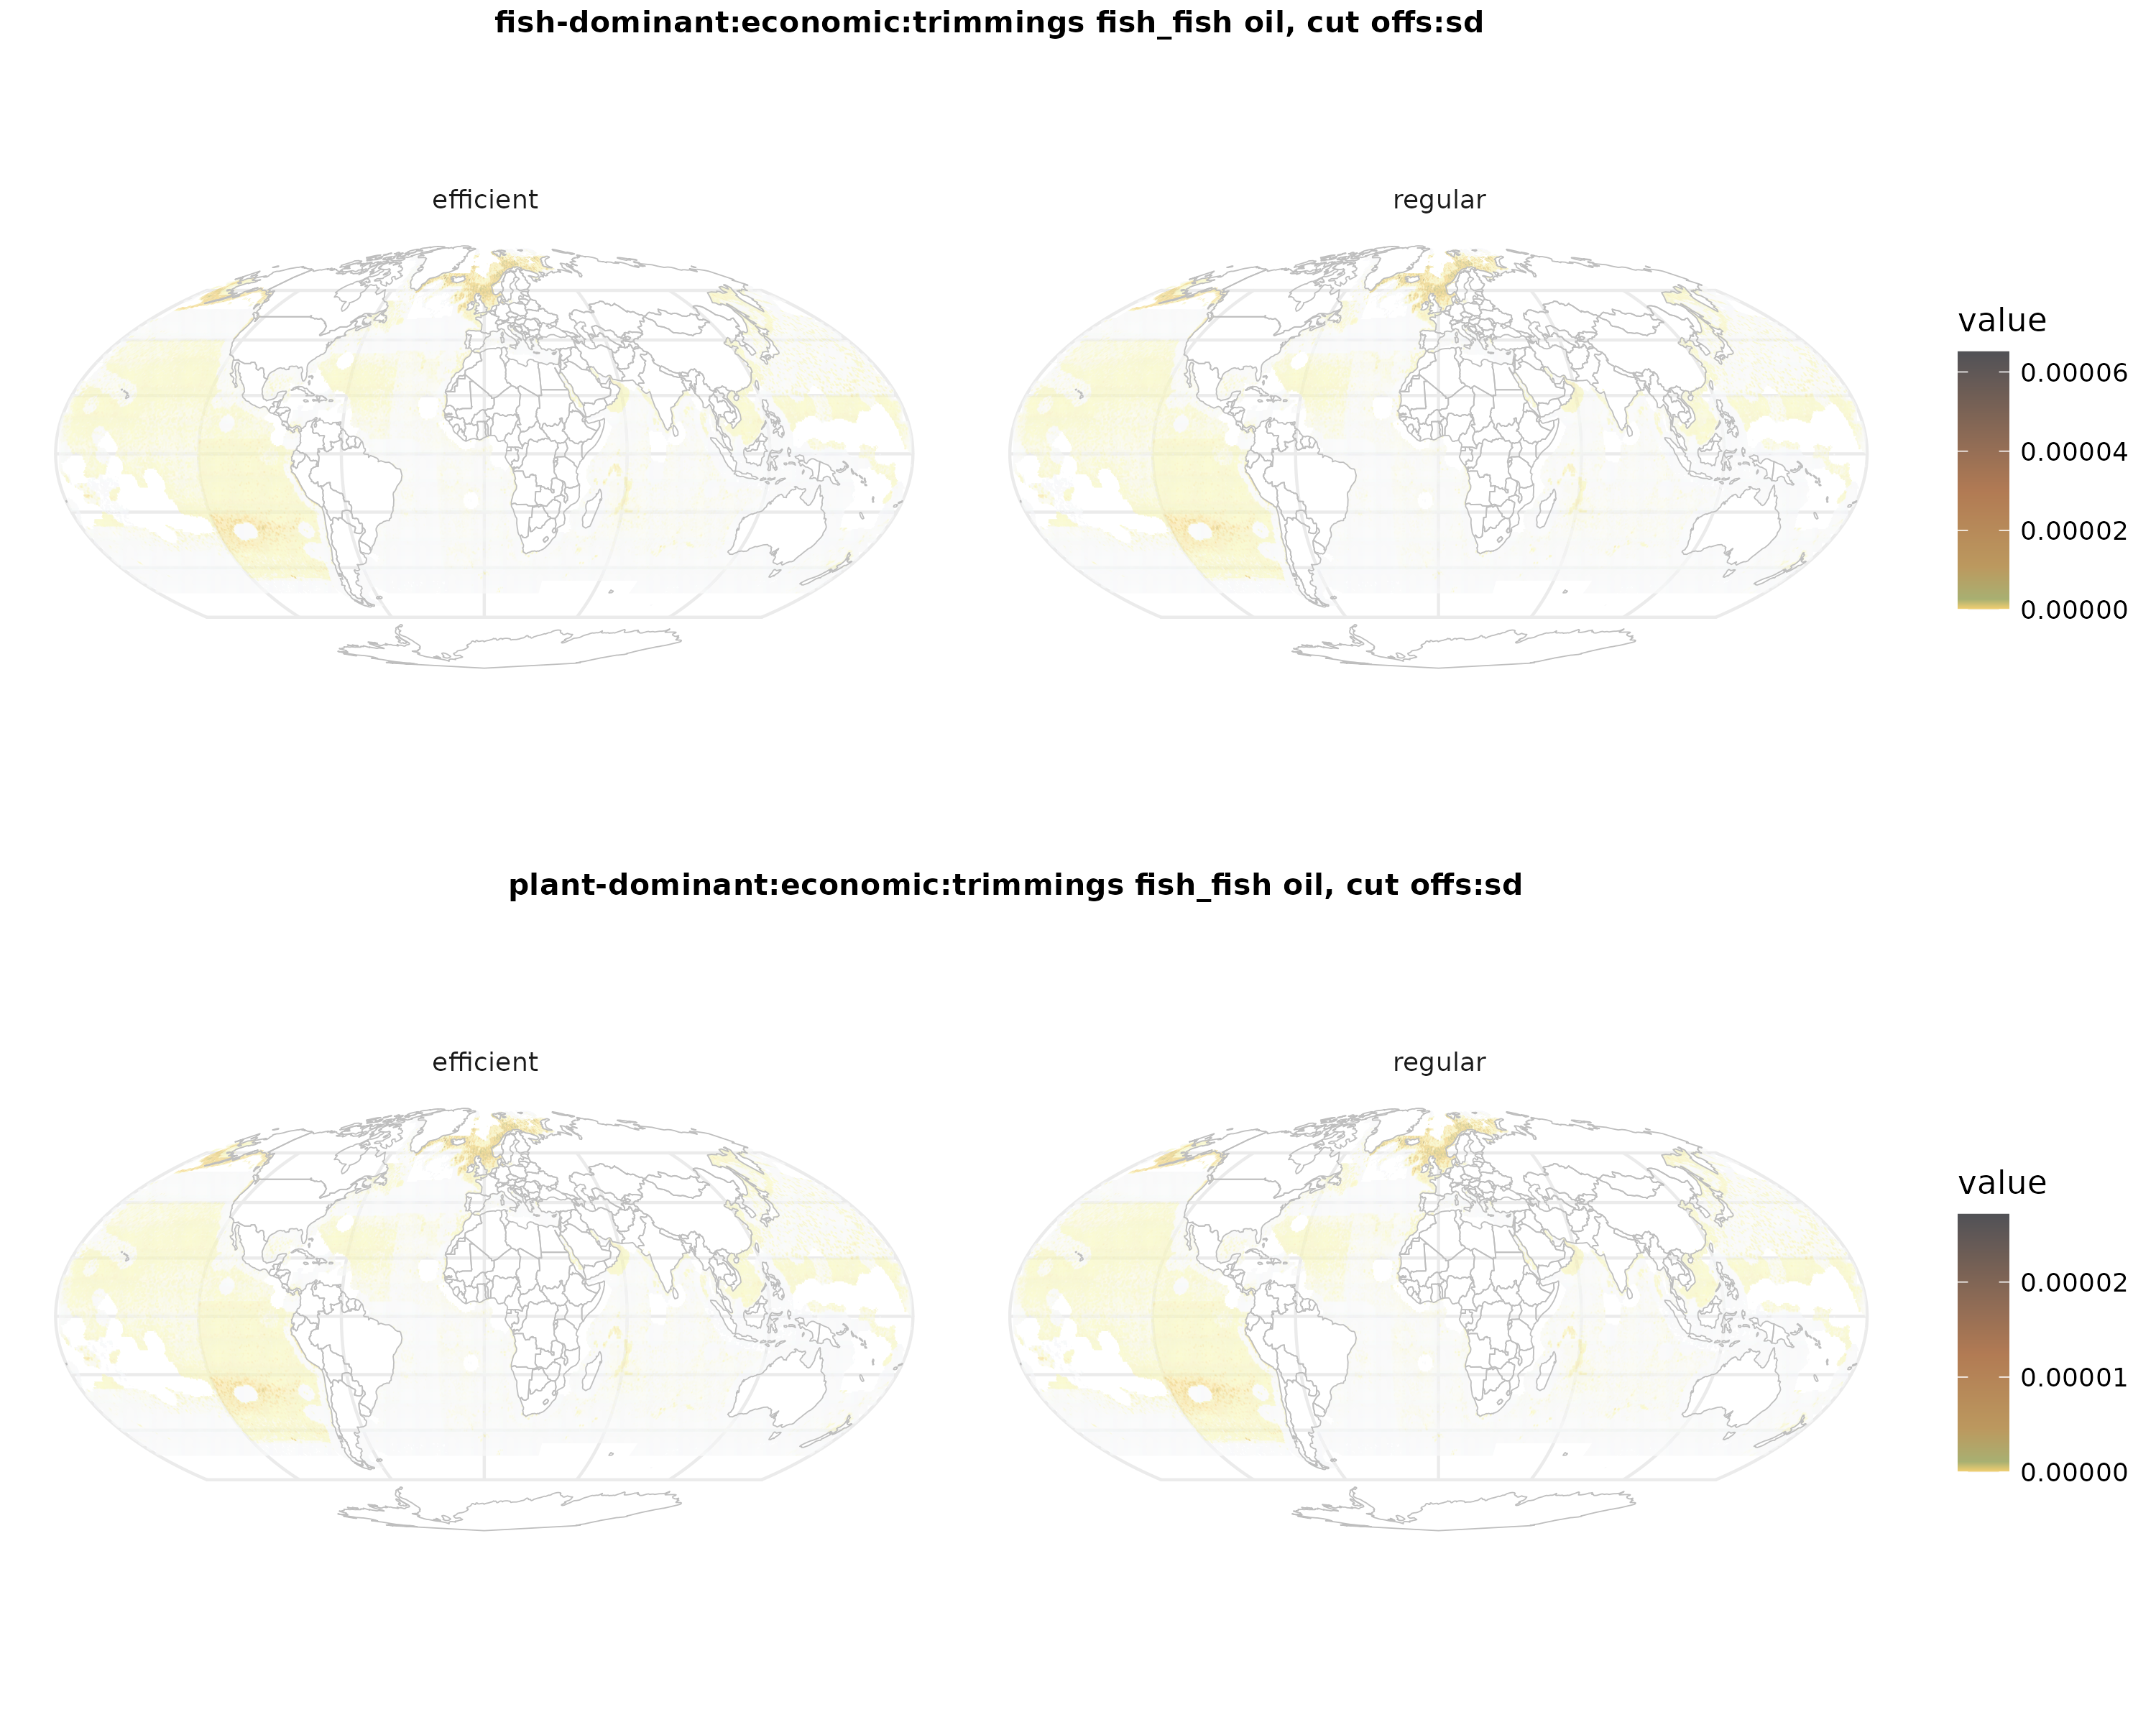 fish-dominant:economic:trimmings fish_fish oil, cut offs:sd
efficient
regular
value
0.00006
0.00004
0.00002
0.00000
plant-dominant:economic:trimmings fish_fish oil, cut offs:sd
efficient
regular
value
0.00002
0.00001
0.00000